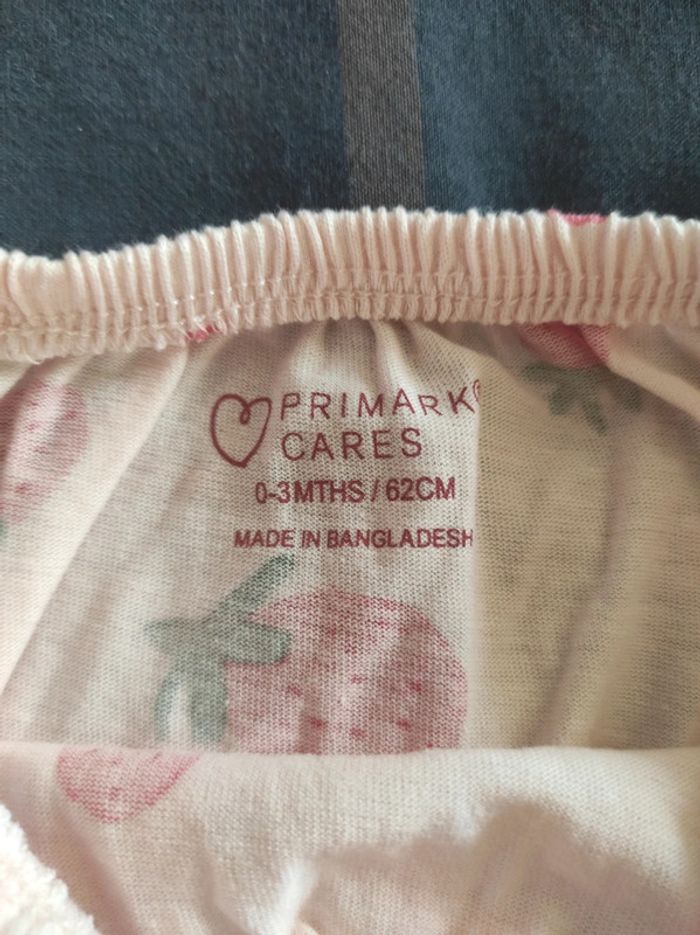 PRIMARK®
CARES
0-3MTHS / 62CM
MADE IN BANGLADESH